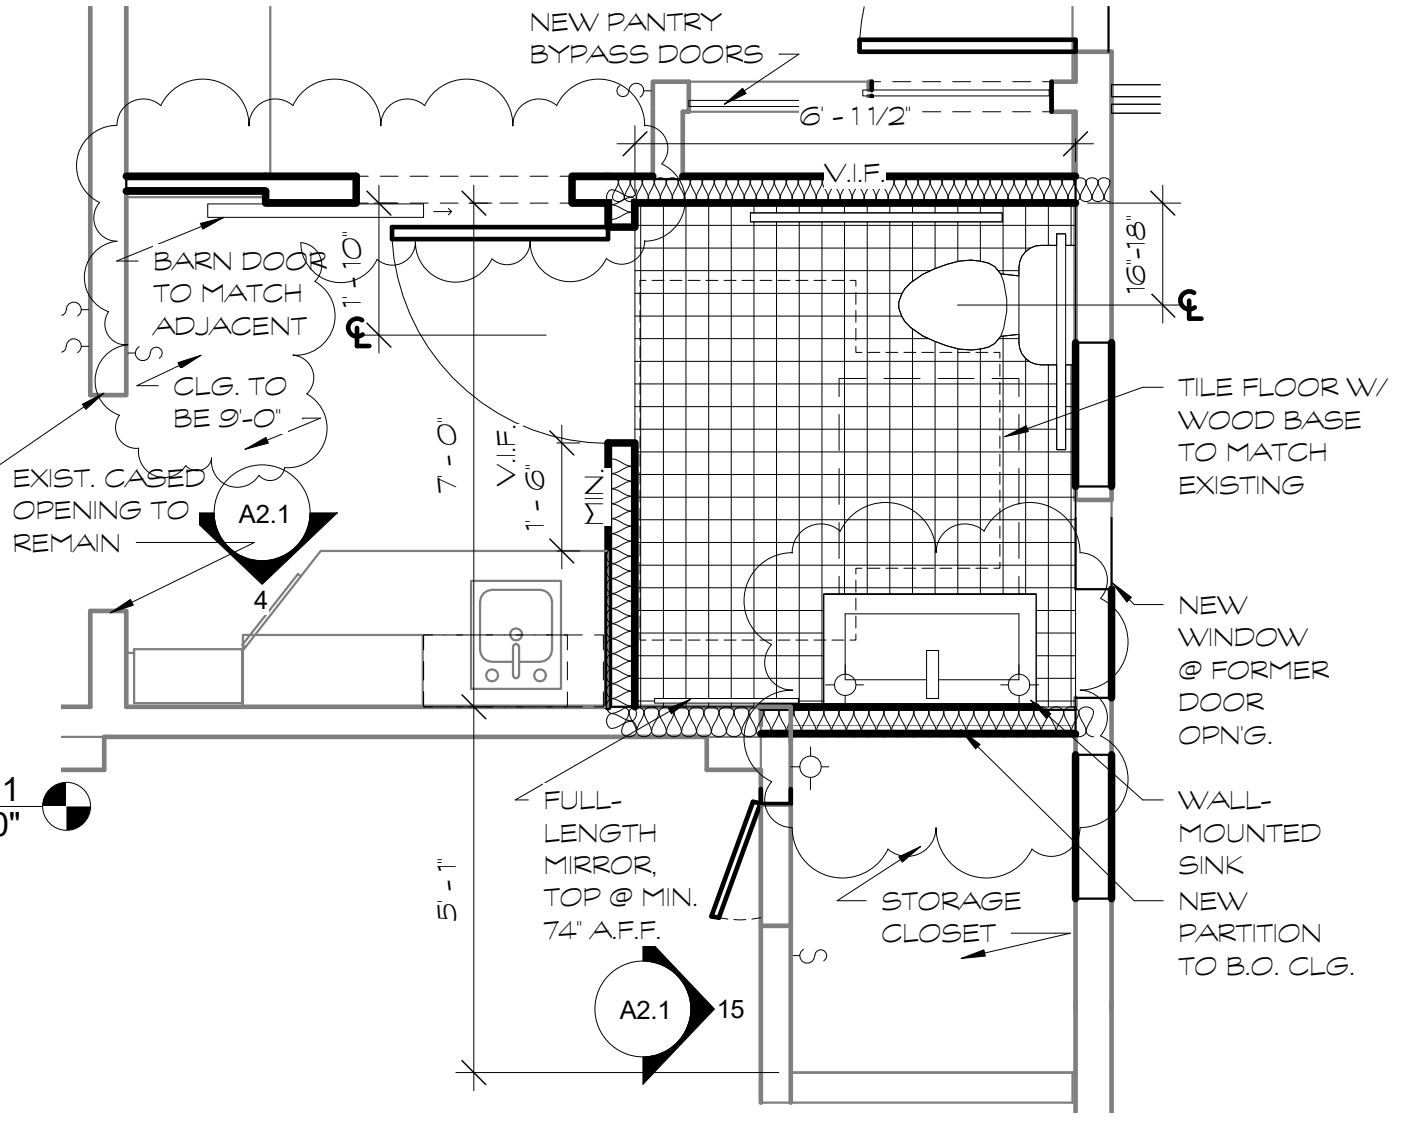 NEW PANTRY
BYPASS DOORS
6'-11/2"
V.I.F.
BARN DOOR
TO MATCH
ADJACENT
1'-10"
CLG. TO
BE 9'-0"
16"-18"
TILE FLOOR W/
WOOD BASE
TO MATCH
EXISTING
EXIST. CASED
OPENING TO
REMAIN
A2.1
4
7'-0"
V.I.F.
1'-6"
MIN.
NEW
WINDOW
@ FORMER
DOOR
OPN'G.
1
0"
FULL-
LENGTH
MIRROR,
TOP @ MIN.
74" A.F.F.
5'-1"
WALL-
MOUNTED
SINK
NEW
PARTITION
TO B.O. CLG.
STORAGE
CLOSET
A2.1
15